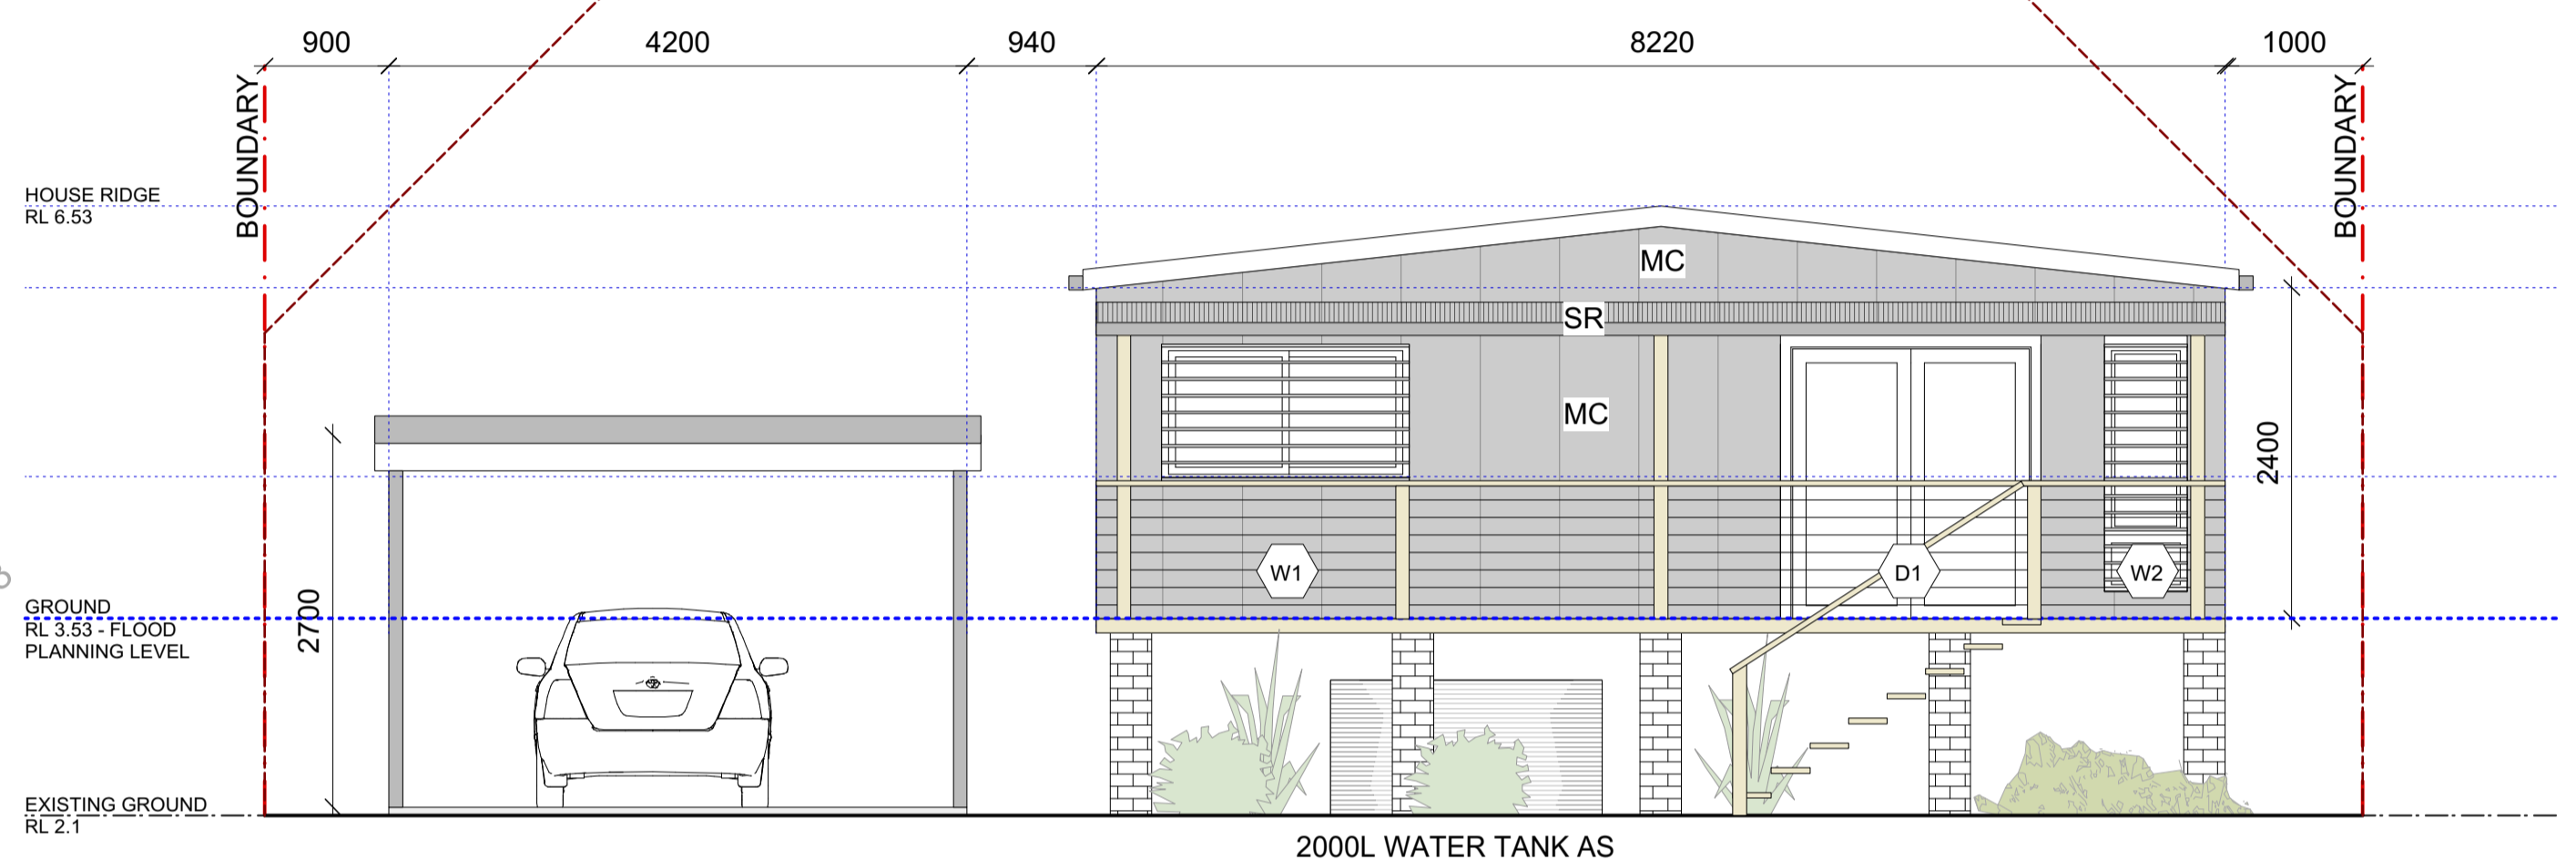 900
4200
940
8220
1000
BOUNDARY
BOUNDARY
HOUSE RIDGE
RL 6.53
MC
SR
MC
2400
W1
D1
W2
GROUND
RL 3.53 - FLOOD
PLANNING LEVEL
2700
EXISTING GROUND
RL 2.1
2000L WATER TANK AS